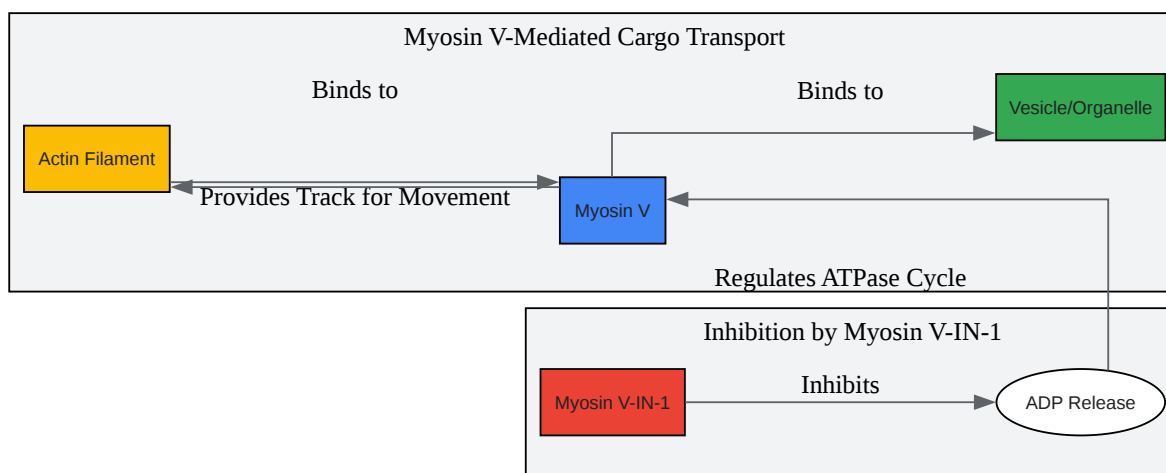 Myosin V-Mediated Cargo Transport
Binds to
Binds to
Vesicle/Organelle
Actin Filament
Provides Track for Movement
Myosin V
Regulates ATPase Cycle
Inhibition by Myosin V-IN-1
Myosin V-IN-1
Inhibits
ADP Release